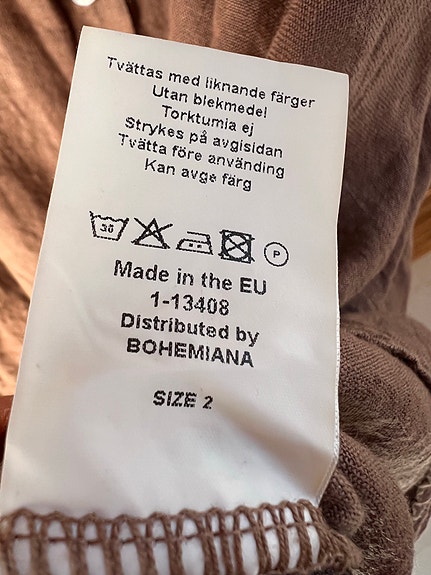 Tvättas med liknande färger
Utan blekmedel
Torktumla ej
Strykes på avgisidan
Tvätta före använding
Kan avge färg
30 P
Made in the EU
1-13408
Distributed by
BOHEMIANA
SIZE 2